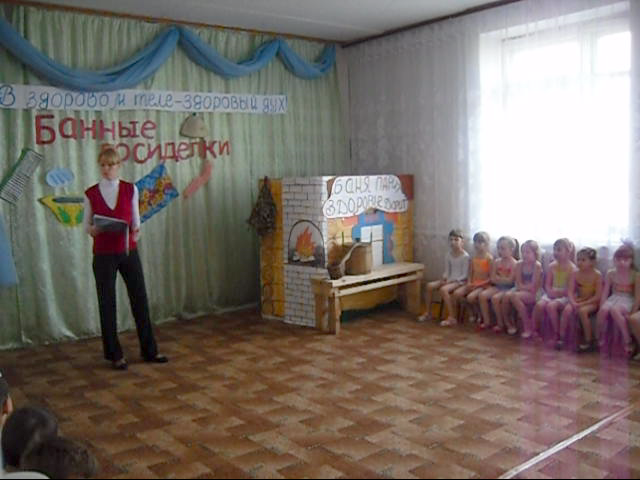 В здоровом теле-здоровый дух!
Банные
посиделки
БАНЯ ПАРИТ
ЗДОРОВЬЕ ДАРИТ